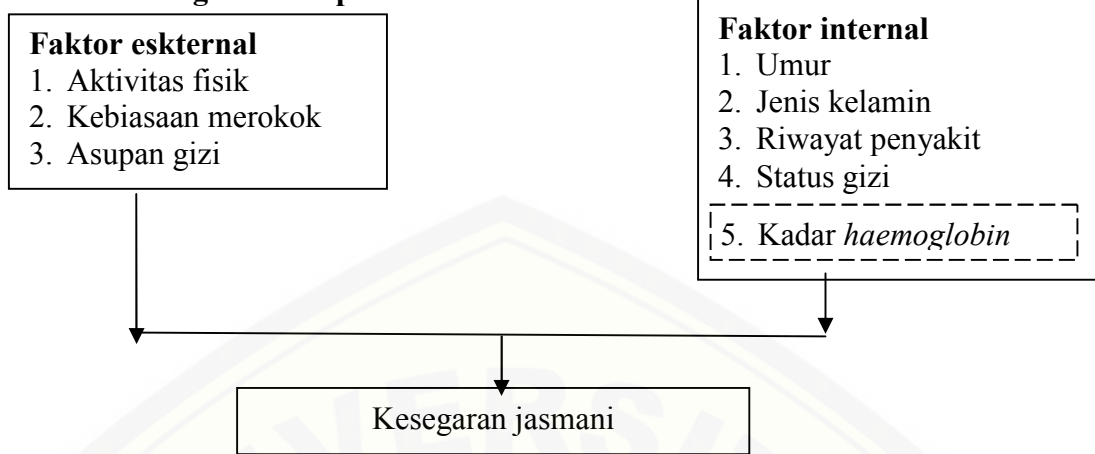 Faktor eskternal
1. Aktivitas fisik
2. Kebiasaan merokok
3. Asupan gizi
Faktor internal
1. Umur
2. Jenis kelamin
3. Riwayat penyakit
4. Status gizi
5. Kadar haemoglobin
Kesegaran jasmani